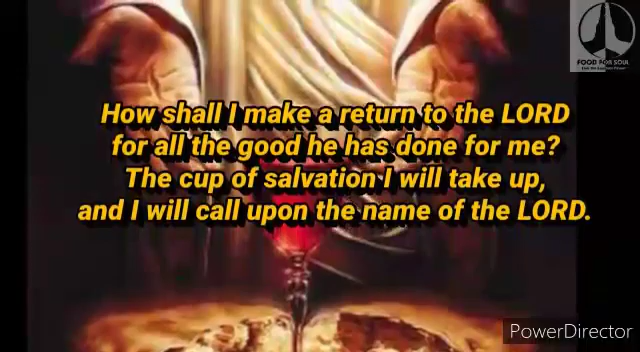 FOOD FOR SOUL
How shall I make a return to the LORD
for all the good he has done for me?
The cup of salvation I will take up,
and I will call upon the name of the LORD.
PowerDirector